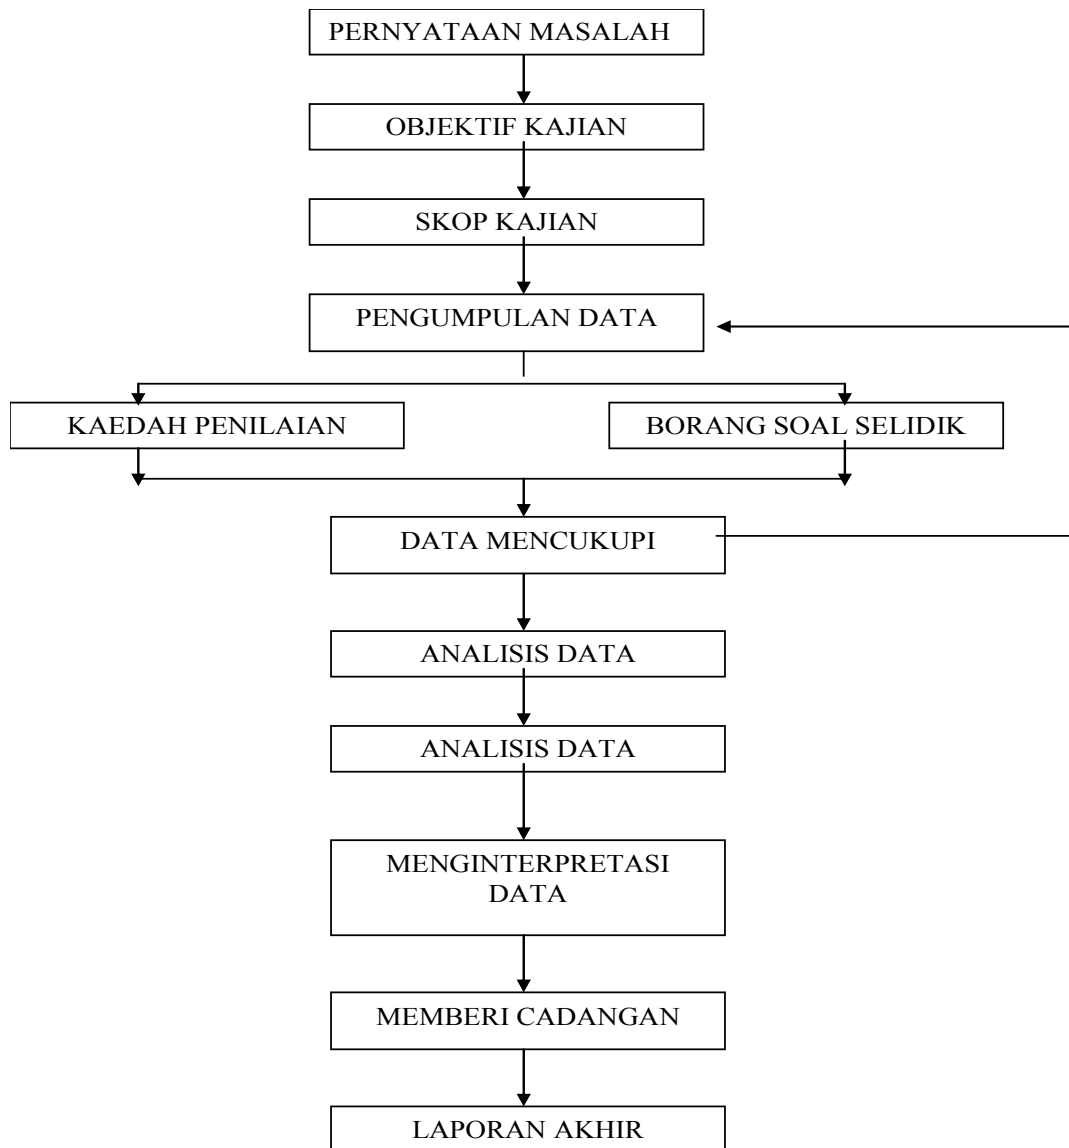 PERNYATAAN MASALAH
OBJEKTIF KAJIAN
SKOP KAJIAN
PENGUMPULAN DATA
KAEDAH PENILAIAN
BORANG SOAL SELIDIK
DATA MENCUKUPI
ANALISIS DATA
ANALISIS DATA
MENGINTERPRETASI
DATA
MEMBERI CADANGAN
LAPORAN AKHIR